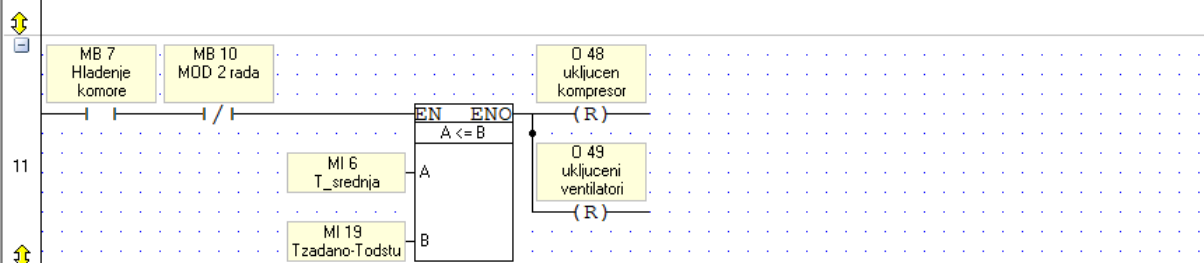 MB 7
Hladenje
komore
MB 10
MOD 2 rada
O 48
ukljucen
kompresor
EN ENO
( R )
A <= B
11
MI 6
T_srednja
A
O 49
ukljuceni
ventilatori
( R )
MI 19
Tzadano-Todstu
B